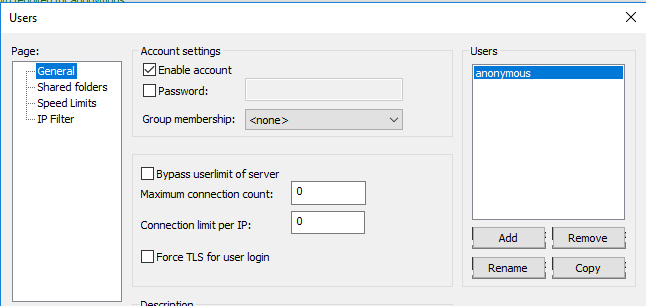 Users
Page:
General
Shared folders
Speed Limits
IP Filter
Account settings
Enable account
Password:
Group membership: <none>
Bypass userlimit of server
Maximum connection count: 0
Connection limit per IP: 0
Force TLS for user login
Users
anonymous
Add Remove
Rename Copy
Description